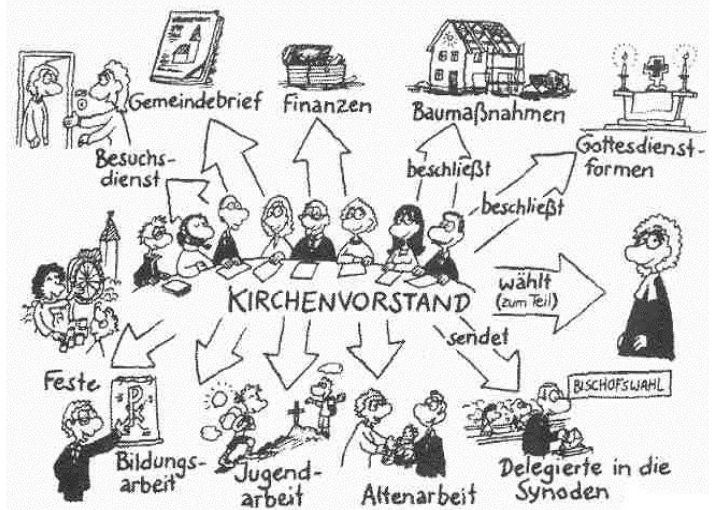 Gemeindebrief
Finanzen
Baumaßnahmen
Gottesdienst-
formen
Besuchs-
dienst
beschließt
beschließt
KIRCHENVORSTAND
wählt
(zum Teil)
sendet
Feste
BISCHOFSWAHL
Bildungs-
arbeit
Jugend-
arbeit
Altenarbeit
Delegierte in die
Synoden